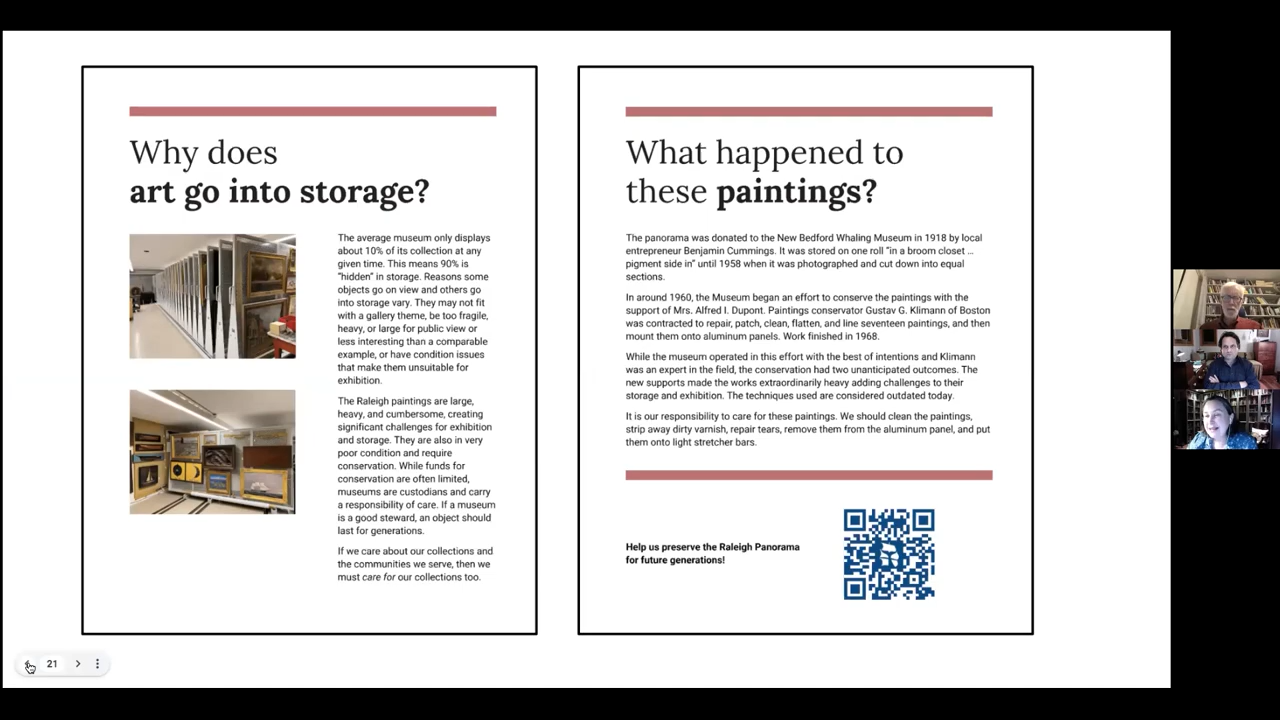 Why does
art go into storage?
The average museum only displays
about 10% of its collection at any
given time. This means 90% is
"hidden" in storage. Reasons some
objects go on view and others go
into storage vary. They may not fit
with a gallery theme, be too fragile,
heavy, or large for public view or
less interesting than a comparable
example, or have condition issues
that make them unsuitable for
exhibition.
The Raleigh paintings are large,
heavy, and cumbersome, creating
significant challenges for exhibition
and storage. They are also in very
poor condition and require
conservation. While funds for
conservation are often limited,
museums are custodians and carry
a responsibility of care. If a museum
is a good steward, an object should
last for generations.
If we care about our collections and
the communities we serve, then we
must care for our collections too.
What happened to
these paintings?
The panorama was donated to the New Bedford Whaling Museum in 1918 by local
entrepreneur Benjamin Cummings. It was stored on one roll "in a broom closet ...
pigment side in" until 1958 when it was photographed and cut down into equal
sections.
In around 1960, the Museum began an effort to conserve the paintings with the
support of Mrs. Alfred I. Dupont. Paintings conservator Gustav G. Klimann of Boston
was contracted to repair, patch, clean, flatten, and line seventeen paintings, and then
mount them onto aluminum panels. Work finished in 1968.
While the museum operated in this effort with the best of intentions and Klimann
was an expert in the field, the conservation had two unanticipated outcomes. The
new supports made the works extraordinarily heavy adding challenges to their
storage and exhibition. The techniques used are considered outdated today.
It is our responsibility to care for these paintings. We should clean the paintings,
strip away dirty varnish, repair tears, remove them from the aluminum panel, and put
them onto light stretcher bars.
Help us preserve the Raleigh Panorama
for future generations!
21